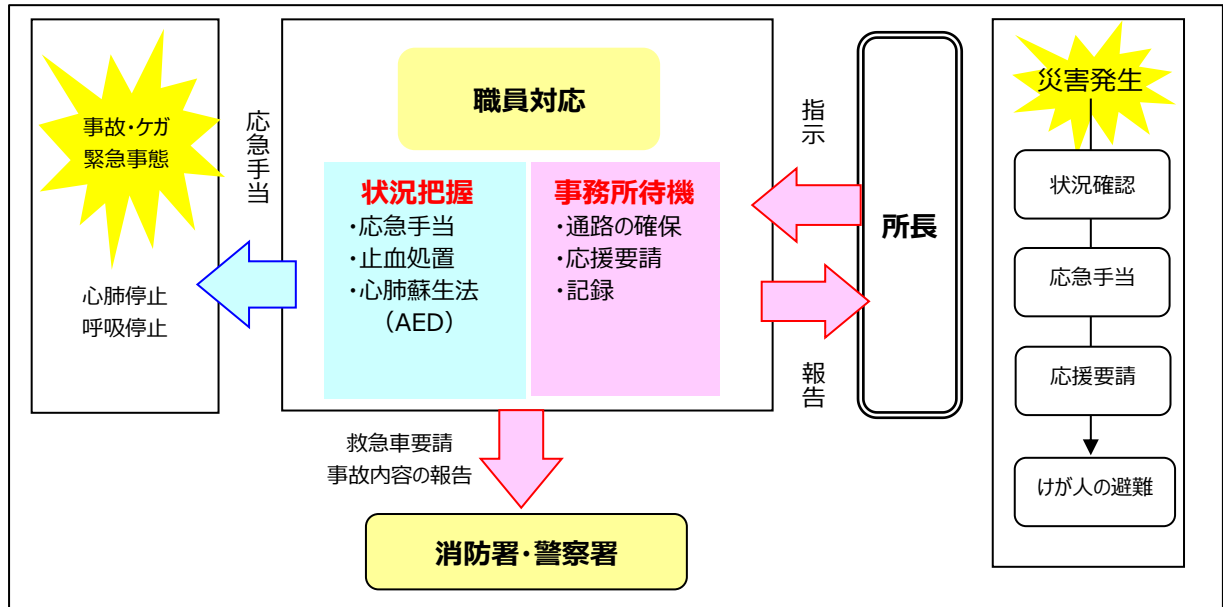 事故・ケガ
緊急事態
心肺停止
呼吸停止
応急手当
職員対応
状況把握
・応急手当
・止血処置
・心肺蘇生法
（AED）
事務所待機
・通路の確保
・応援要請
・記録
指示
報告
所長
救急車要請
事故内容の報告
消防署・警察署
災害発生
状況確認
応急手当
応援要請
けが人の避難